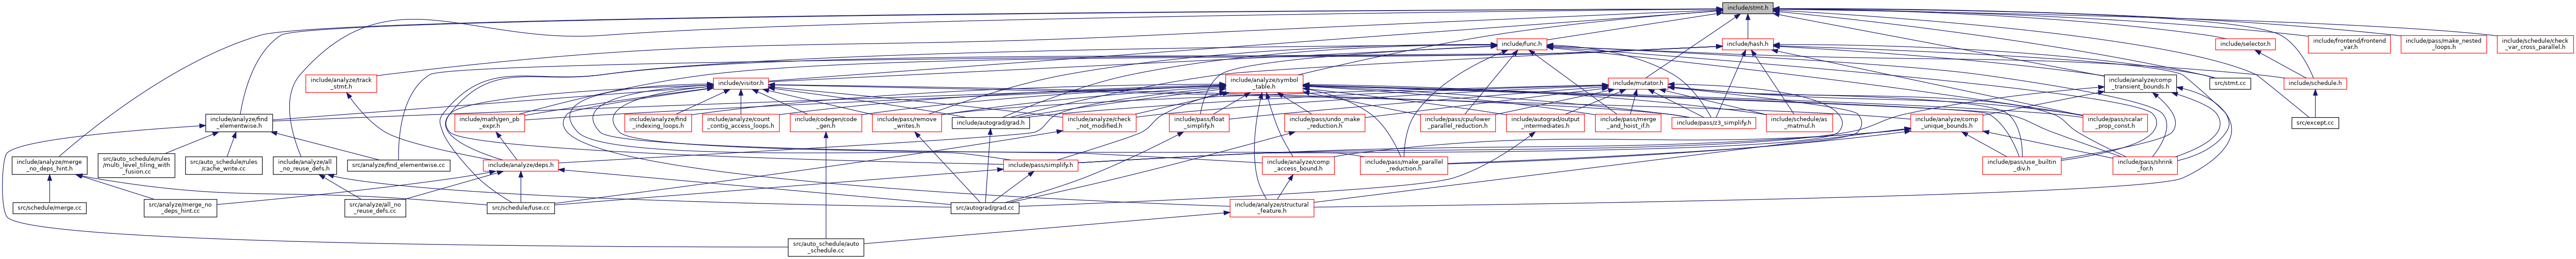 include/stmt.h
include/func.h
include/hash.h
include/selector.h
include/frontend/frontend
_var.h
include/pass/make_nested
_loops.h
include/schedule/check
_var_cross_parallel.h
include/analyze/track
_stmt.h
include/visitor.h
include/analyze/symbol
_table.h
include/mutator.h
include/analyze/comp
_transient_bounds.h
src/stmt.cc
include/schedule.h
include/analyze/find
_elementwise.h
include/math/gen_pb
_expr.h
include/analyze/find
_indexing_loops.h
include/analyze/count
_contig_access_loops.h
include/codegen/code
_gen.h
include/pass/remove
_writes.h
include/autograd/grad.h
include/analyze/check
_not_modified.h
include/pass/float
_simplify.h
include/pass/undo_make
_reduction.h
include/pass/cpu/lower
_parallel_reduction.h
include/autograd/output
_intermediates.h
include/pass/merge
_and_hoist_if.h
include/pass/z3_simplify.h
include/schedule/as
_matmul.h
include/analyze/comp
_unique_bounds.h
include/pass/scalar
_prop_const.h
src/except.cc
include/analyze/merge
_no_deps_hint.h
src/auto_schedule/rules
/multi_level_tiling_with
_fusion.cc
src/auto_schedule/rules
/cache_write.cc
include/analyze/all
_no_reuse_defs.h
src/analyze/find_elementwise.cc
include/analyze/deps.h
include/pass/simplify.h
include/analyze/comp
_access_bound.h
include/pass/make_parallel
_reduction.h
include/pass/use_builtin
_div.h
include/pass/shrink
_for.h
src/schedule/merge.cc
src/analyze/merge_no
_deps_hint.cc
src/analyze/all_no
_reuse_defs.cc
src/schedule/fuse.cc
src/autograd/grad.cc
include/analyze/structural
_feature.h
src/auto_schedule/auto
_schedule.cc